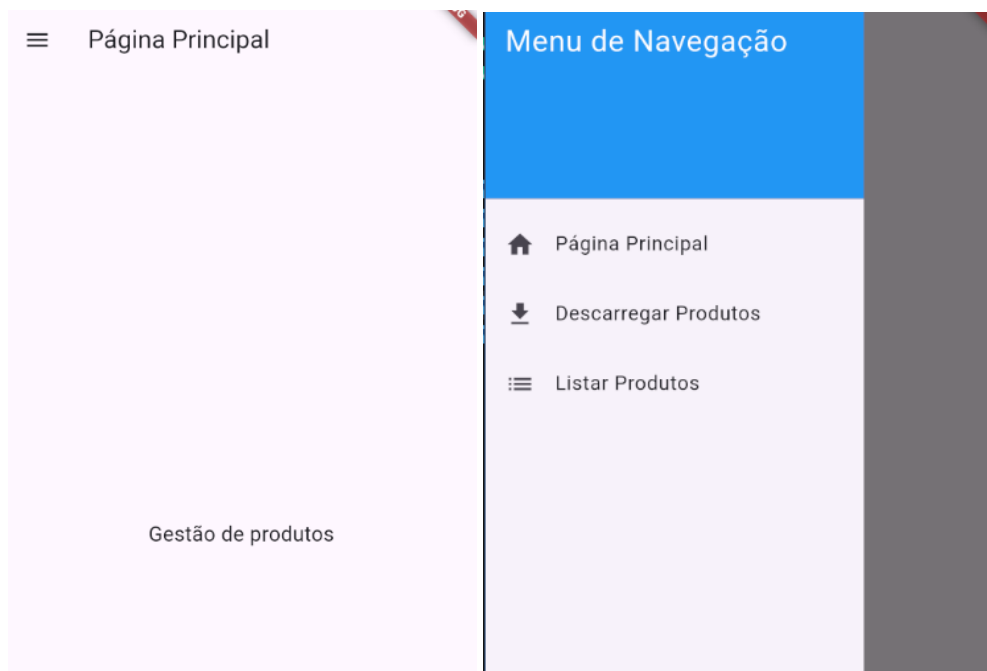 Página Principal
Gestão de produtos
Menu de Navegação
Página Principal
Descarregar Produtos
Listar Produtos